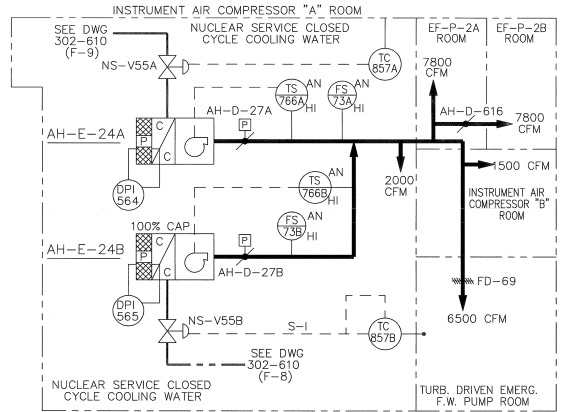 INSTRUMENT AIR COMPRESSOR "A" ROOM
SEE DWG
302-610
(F-9)
NUCLEAR SERVICE CLOSED
CYCLE COOLING WATER
EF-P-2A
ROOM
EF-P-2B
ROOM
NS-V55A
TC
857A
7800
CFM
TS
766A
AN
HI
FS
73A
AN
HI
AH-D-27A
P
AH-D-616
7800
CFM
AH-E-24A
C
P
C
DPI
564
2000
CFM
1500 CFM
TS
766B
AN
HI
INSTRUMENT AIR
COMPRESSOR "B"
ROOM
100% CAP
FS
73B
AN
HI
P
AH-E-24B
C
P
C
AH-D-27B
FD-69
DPI
565
6500 CFM
NS-V55B
S-I
TC
857B
SEE DWG
302-610
(F-8)
NUCLEAR SERVICE CLOSED
CYCLE COOLING WATER
TURB. DRIVEN EMERG.
F.W. PUMP ROOM